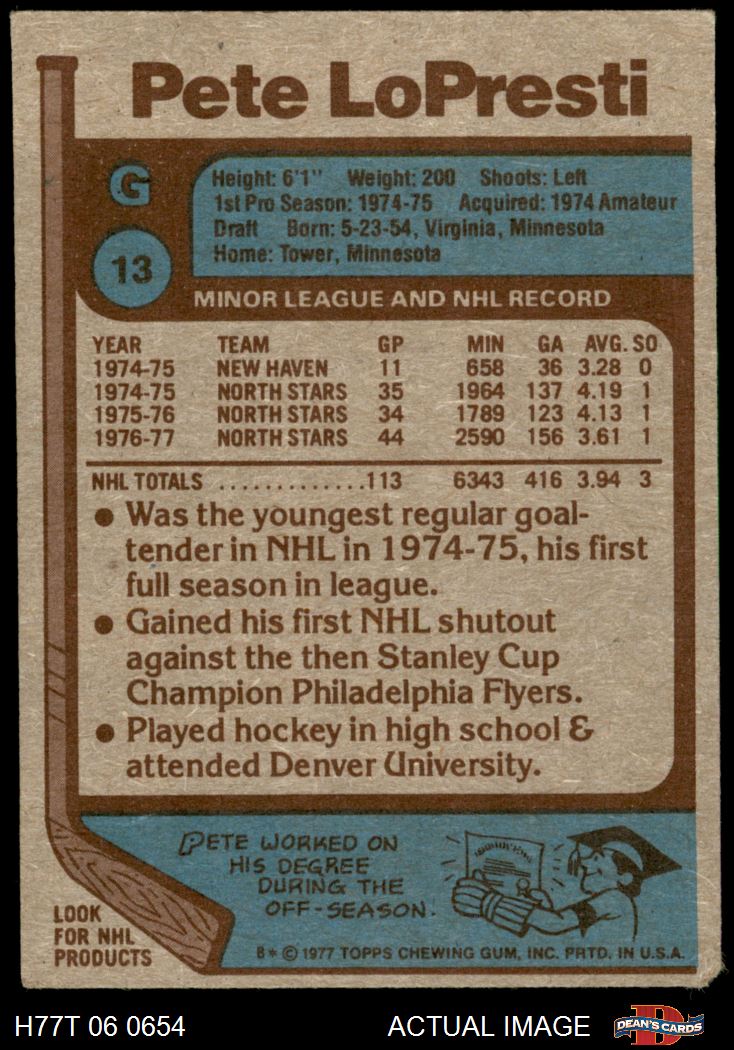 Pete LoPresti
G
Height: 6'1" Weight: 200 Shoots: Left
1st Pro Season: 1974-75 Acquired: 1974 Amateur
Draft Born: 5-23-54, Virginia, Minnesota
Home: Tower, Minnesota
13
MINOR LEAGUE AND NHL RECORD
YEAR TEAM GP MIN GA AVG. SO
1974-75 NEW HAVEN 11 658 36 3.28 0
1974-75 NORTH STARS 35 1964 137 4.19 1
1975-76 NORTH STARS 34 1789 123 4.13 1
1976-77 NORTH STARS 44 2590 156 3.61 1
NHL TOTALS .............113 6343 416 3.94 3
• Was the youngest regular goal-
tender in NHL in 1974-75, his first
full season in league.
• Gained his first NHL shutout
against the then Stanley Cup
Champion Philadelphia Flyers.
• Played hockey in high school &
attended Denver University.
PETE WORKED ON
HIS DEGREE
DURING THE
OFF-SEASON.
LOOK
FOR NHL
PRODUCTS
8* © 1977 TOPPS CHEWING GUM, INC. PRTD. IN U.S.A.
H77T 06 0654 ACTUAL IMAGE DEAN'S CARDS